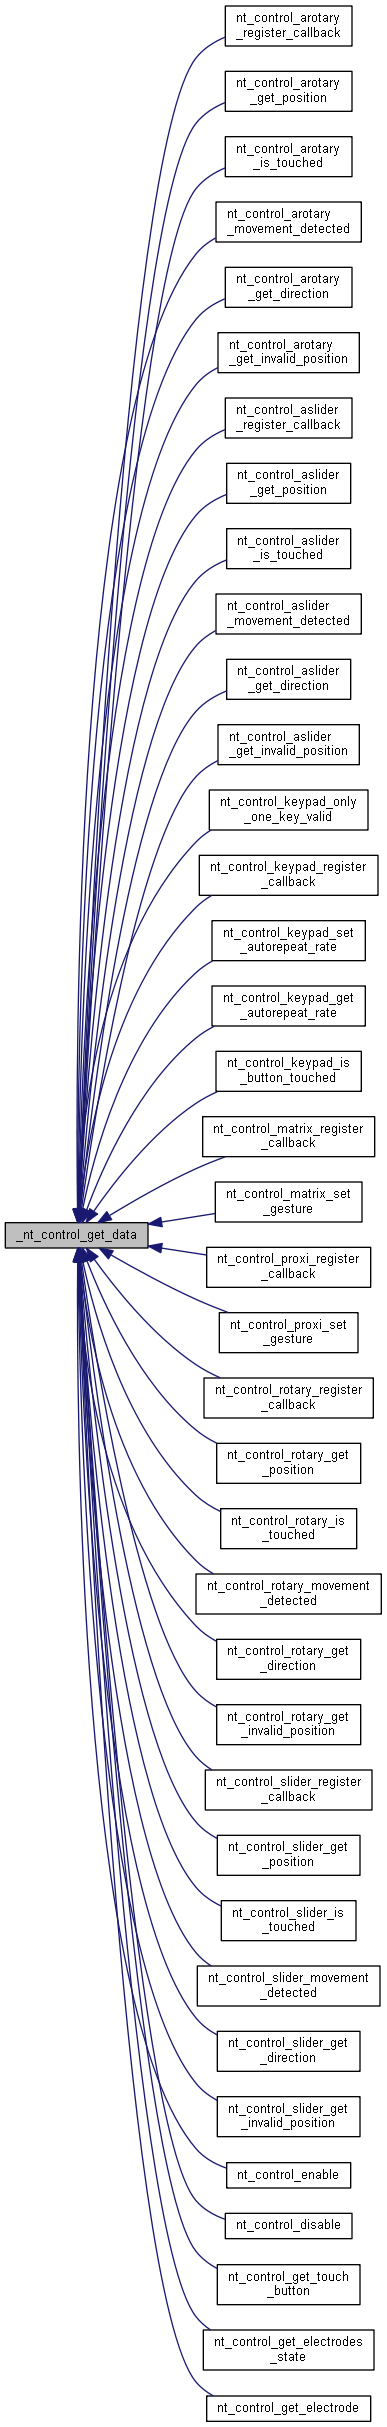 nt_control_arotary
_register_callback
nt_control_arotary
_get_position
nt_control_arotary
_is_touched
nt_control_arotary
_movement_detected
nt_control_arotary
_get_direction
nt_control_arotary
_get_invalid_position
nt_control_aslider
_register_callback
nt_control_aslider
_get_position
nt_control_aslider
_is_touched
nt_control_aslider
_movement_detected
nt_control_aslider
_get_direction
nt_control_aslider
_get_invalid_position
nt_control_keypad_only
_one_key_valid
nt_control_keypad_register
_callback
nt_control_keypad_set
_autorepeat_rate
nt_control_keypad_get
_autorepeat_rate
nt_control_keypad_is
_button_touched
nt_control_matrix_register
_callback
nt_control_matrix_set
_gesture
_nt_control_get_data
nt_control_proxi_register
_callback
nt_control_proxi_set
_gesture
nt_control_rotary_register
_callback
nt_control_rotary_get
_position
nt_control_rotary_is
_touched
nt_control_rotary_movement
_detected
nt_control_rotary_get
_direction
nt_control_rotary_get
_invalid_position
nt_control_slider_register
_callback
nt_control_slider_get
_position
nt_control_slider_is
_touched
nt_control_slider_movement
_detected
nt_control_slider_get
_direction
nt_control_slider_get
_invalid_position
nt_control_enable
nt_control_disable
nt_control_get_touch
_button
nt_control_get_electrodes
_state
nt_control_get_electrode